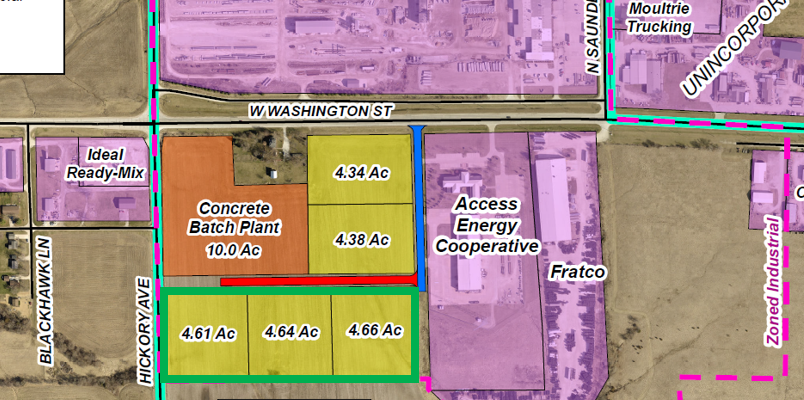 Moultrie
Trucking
N SAUND
UNINCORPOR
W WASHINGTON ST
Ideal
Ready-Mix
4.34 Ac
Concrete
Batch Plant
10.0 Ac
4.38 Ac
Access
Energy
Cooperative
Fratco
BLACKHAWK LN
HICKORY AVE
4.61 Ac
4.64 Ac
4.66 Ac
Zoned Industrial